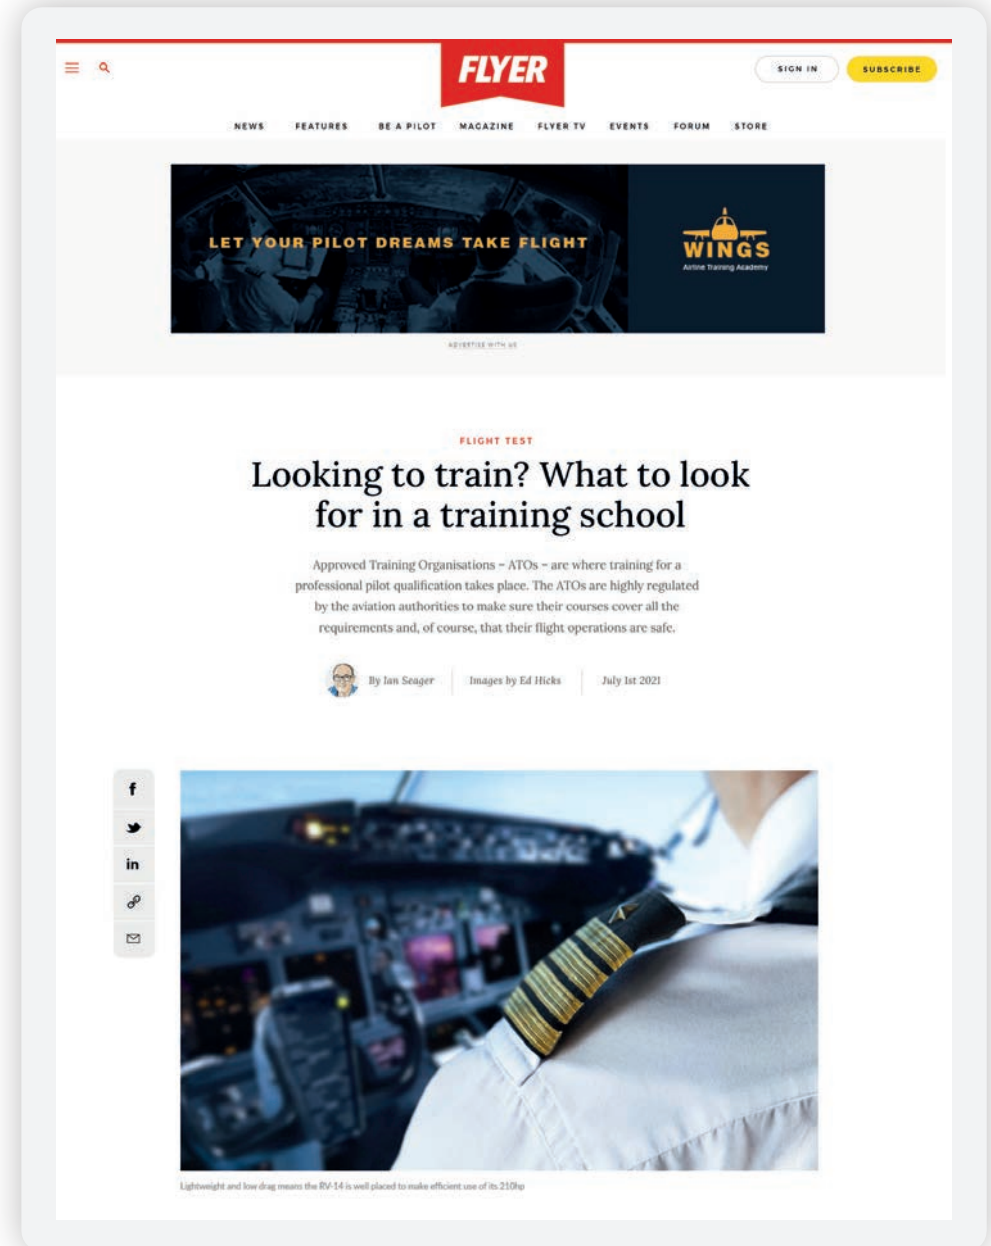 FLYER
SIGN IN
SUBSCRIBE
NEWS FEATURES BE A PILOT MAGAZINE FLYER TV EVENTS FORUM STORE
LET YOUR PILOT DREAMS TAKE FLIGHT
WINGS
Airline Training Academy
ADVERTISE WITH US
FLIGHT TEST
Looking to train? What to look
for in a training school
Approved Training Organisations – ATOs – are where training for a
professional pilot qualification takes place. The ATOs are highly regulated
by the aviation authorities to make sure their courses cover all the
requirements and, of course, that their flight operations are safe.
By Ian Seager Images by Ed Hicks July 1st 2021
f
in
Lightweight and low drag means the RV-14 is well placed to make efficient use of its 210hp